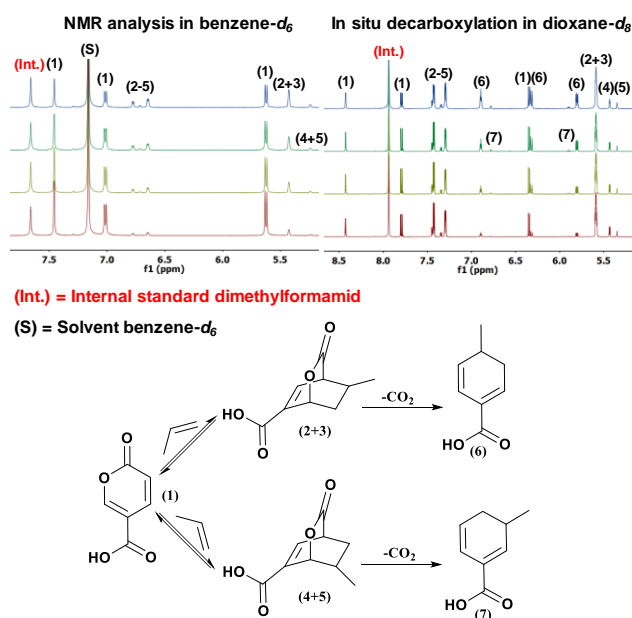 NMR analysis in benzene-d6
In situ decarboxylation in dioxane-d8
(S)
(Int.) (1)
(1)
(2-5)
(1)
(2+3)
(4+5)
7.5 7.0 6.5 6.0 5.5
f1 (ppm)
(Int.)
(2+3)
(1)
(1)
(2-5)
(6)
(1)(6)
(6)
(4)(5)
(7)
(7)
8.5 8.0 7.5 7.0 6.5 6.0 5.5
f1 (ppm)
(Int.) = Internal standard dimethylformamid
(S) = Solvent benzene-d6
O
O
HO
O
(2+3)
-CO2
HO
O
(6)
O
O
(1)
HO
O
O
O
HO
O
(4+5)
-CO2
HO
O
(7)